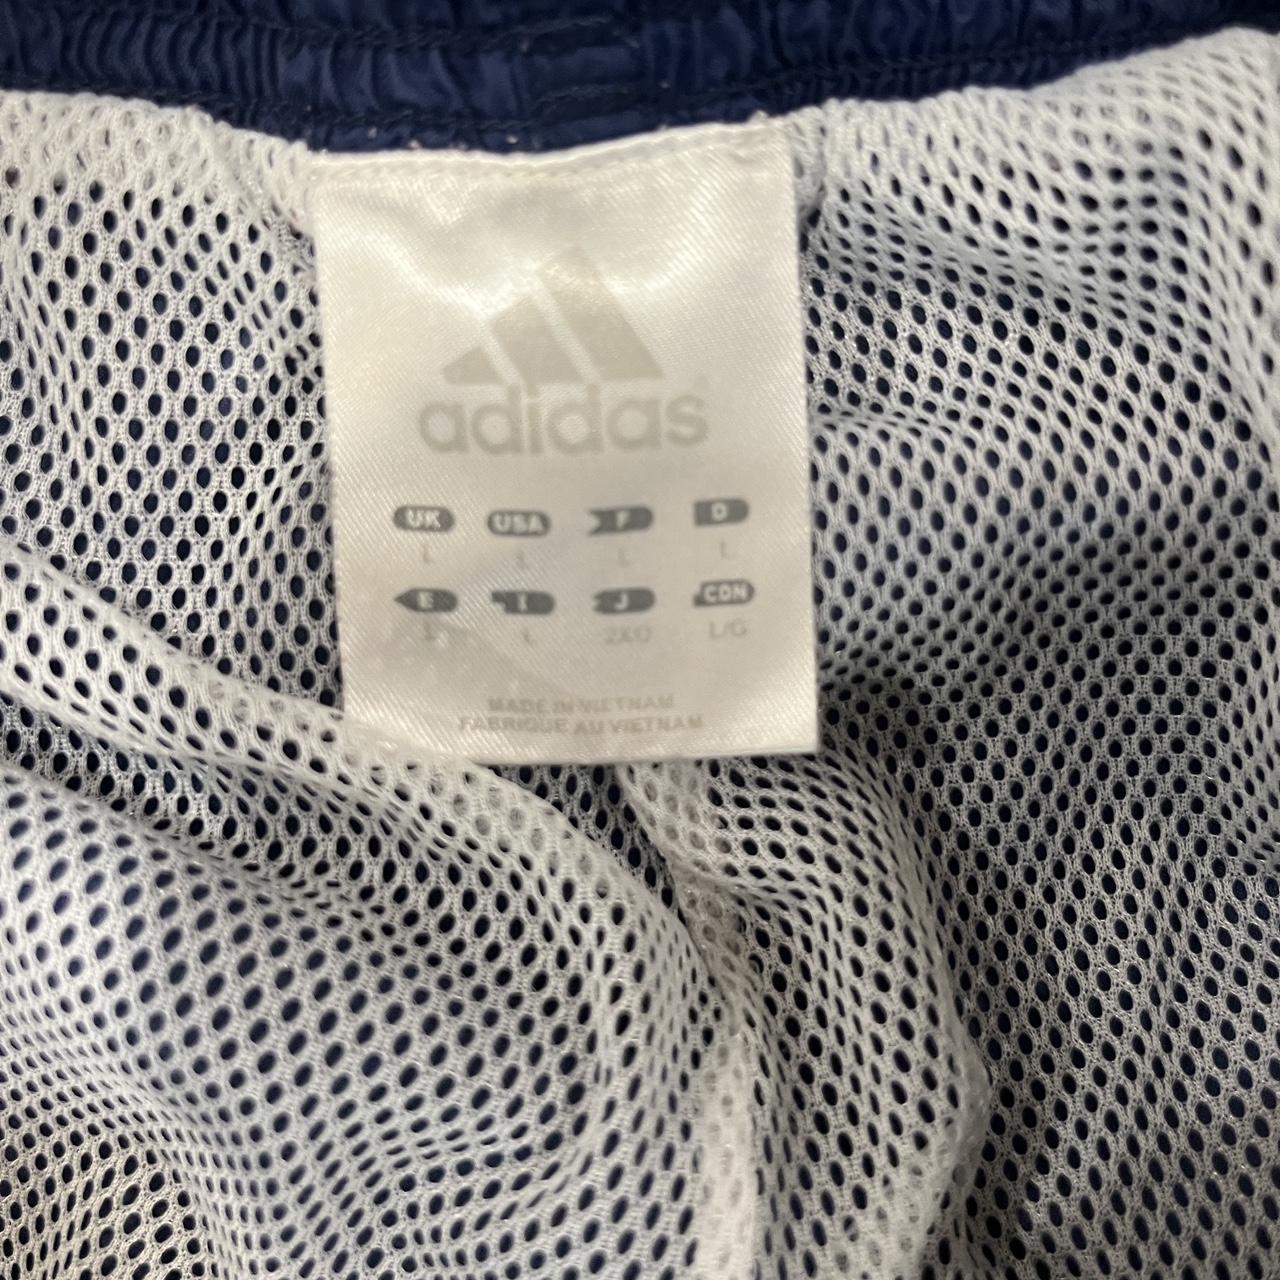 adidas®
UK USA F D
L L L L
E I J CDN
L L 2XO L/G
MADE IN VIETNAM
FABRIQUE AU VIETNAM